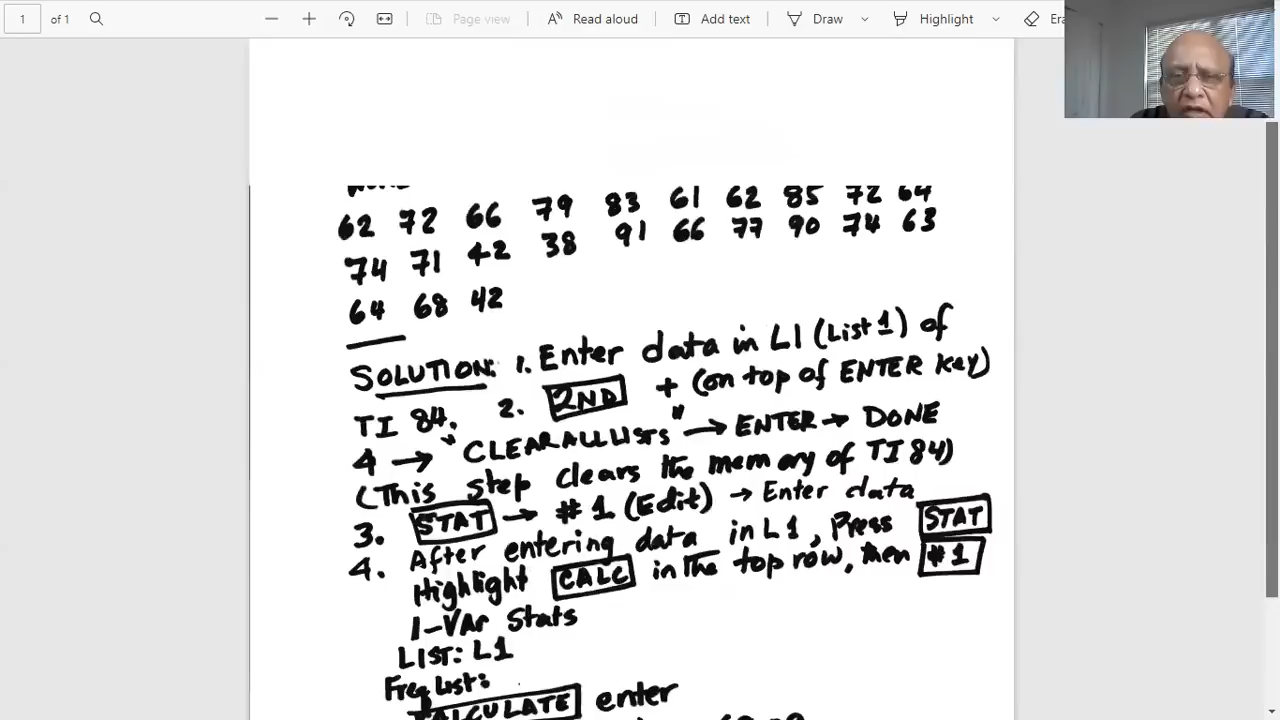 1 of 1 Page view Read aloud Add text Draw Highlight
62 72 66 79 83 61 62 85 72 64
74 71 42 38 91 66 77 90 74 63
64 68 42
SOLUTION: 1. Enter data in L1 (List 1) of
TI 84. 2. 2ND + (on top of ENTER key)
4 → "CLEAR ALL LISTS" → ENTER → DONE
(This step clears the memory of TI 84)
3. STAT → #1 (Edit) → Enter data
4. After entering data in L1, Press STAT
Highlight CALC in the top row, then #1
1-VAr Stats
LIST: L1
Freq List:
CALCULATE enter